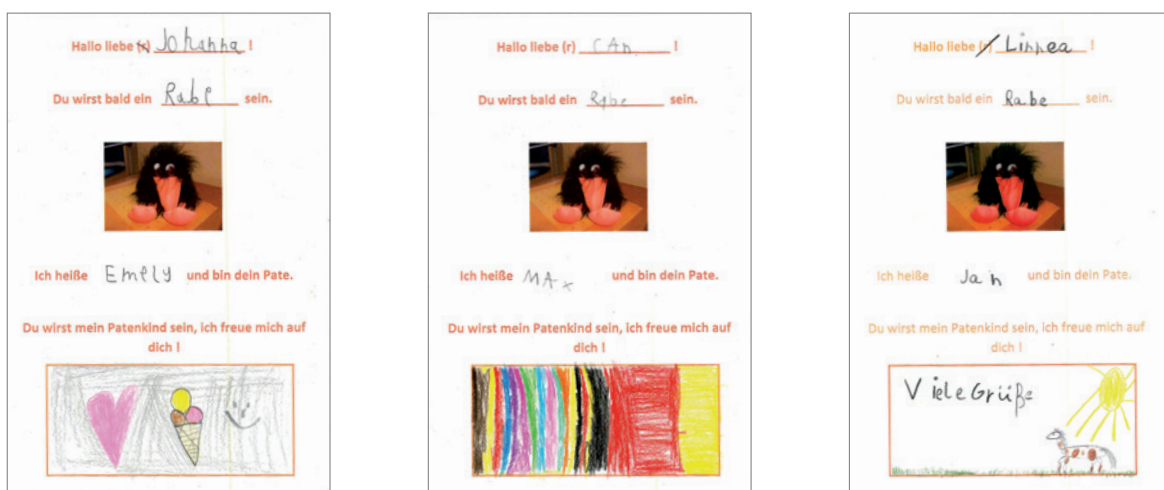 Hallo liebe (r) Johanna !
Du wirst bald ein Rabe sein.
Ich heiße Emely und bin dein Pate.
Du wirst mein Patenkind sein, ich freue mich auf
dich !
Hallo liebe (r) CAn !
Du wirst bald ein Rabe sein.
Ich heiße MAx und bin dein Pate.
Du wirst mein Patenkind sein, ich freue mich auf
dich !
Hallo liebe (r) Linnea !
Du wirst bald ein Rabe sein.
Ich heiße Jan und bin dein Pate.
Du wirst mein Patenkind sein, ich freue mich auf
dich !
Viele Grüße